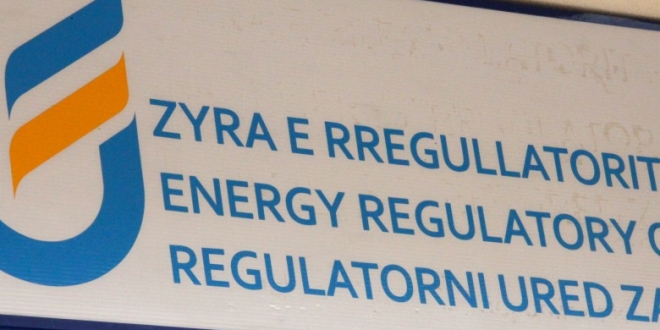 ZYRA E RREGULLATORIT
ENERGY REGULATORY
REGULATORNI URED ZA